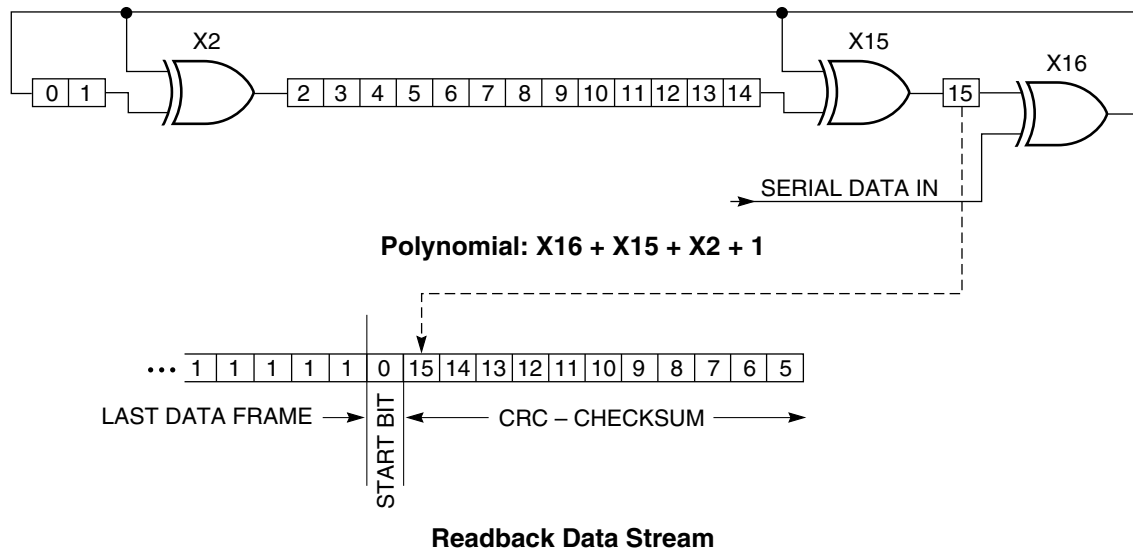 X2
X15
X16
0 1
2 3 4 5 6 7 8 9 10 11 12 13 14
15
SERIAL DATA IN
Polynomial: X16 + X15 + X2 + 1
••• 1 1 1 1 1 0 15 14 13 12 11 10 9 8 7 6 5
LAST DATA FRAME
START BIT
CRC – CHECKSUM
Readback Data Stream